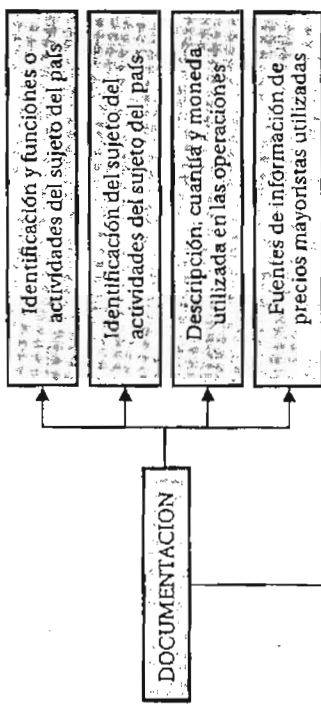 Identificación y funciones o
actividades del sujeto del país
Identificación del sujeto del
actividades del sujeto del país
Descripción: cuantía y moneda
utilizada en las operaciones
Fuentes de información de
precios mayoristas utilizadas
DOCUMENTACION